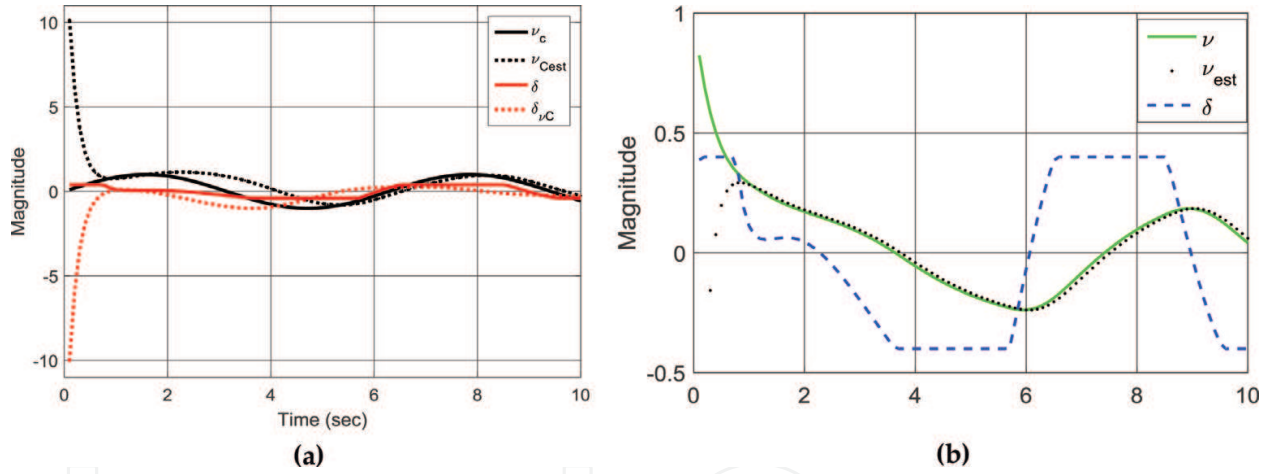 10
5
0
-5
-10
Magnitude
0 2 4 6 8 10
Time (sec)
ν_c
ν_Cest
δ
δ_νC
(a)
1
0.5
0
-0.5
Magnitude
0 2 4 6 8 10
ν
ν_est
δ
(b)